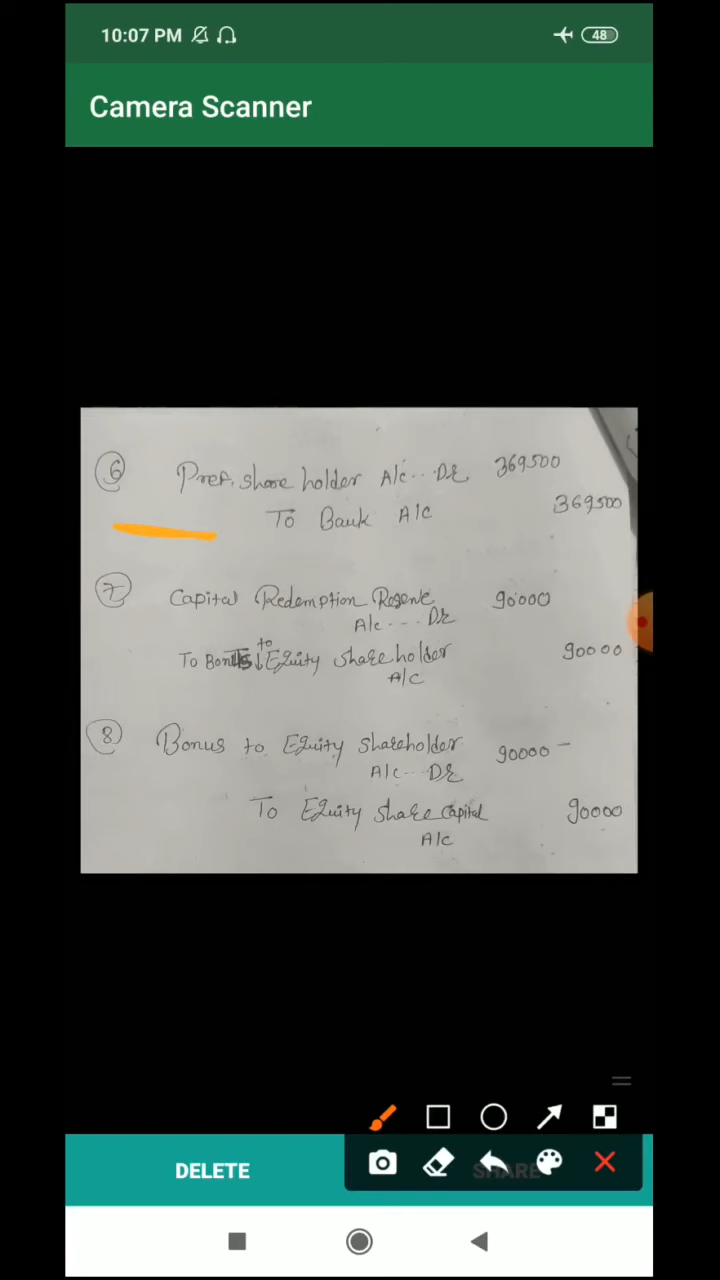 10:07 PM 48
Camera Scanner
6 Pref. share holder A/c.. Dr 369500
To Bank A/c 369500
7 Capital Redemption Reserve 90000
A/c --- Dr
to
To Bonus ↓ Equity shareholder 90000
A/c
8 Bonus to Equity shareholder 90000 -
A/c -- Dr
To Equity share capital 90000
A/c
DELETE SHARE